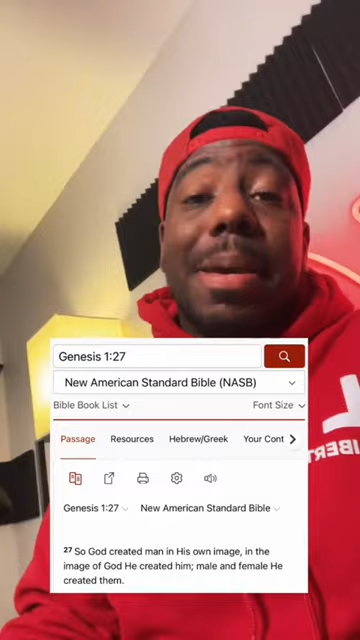 Genesis 1:27
New American Standard Bible (NASB)
Bible Book List Font Size
Passage Resources Hebrew/Greek Your Cont
Genesis 1:27 New American Standard Bible
27 So God created man in His own image, in the
image of God He created him; male and female He
created them.